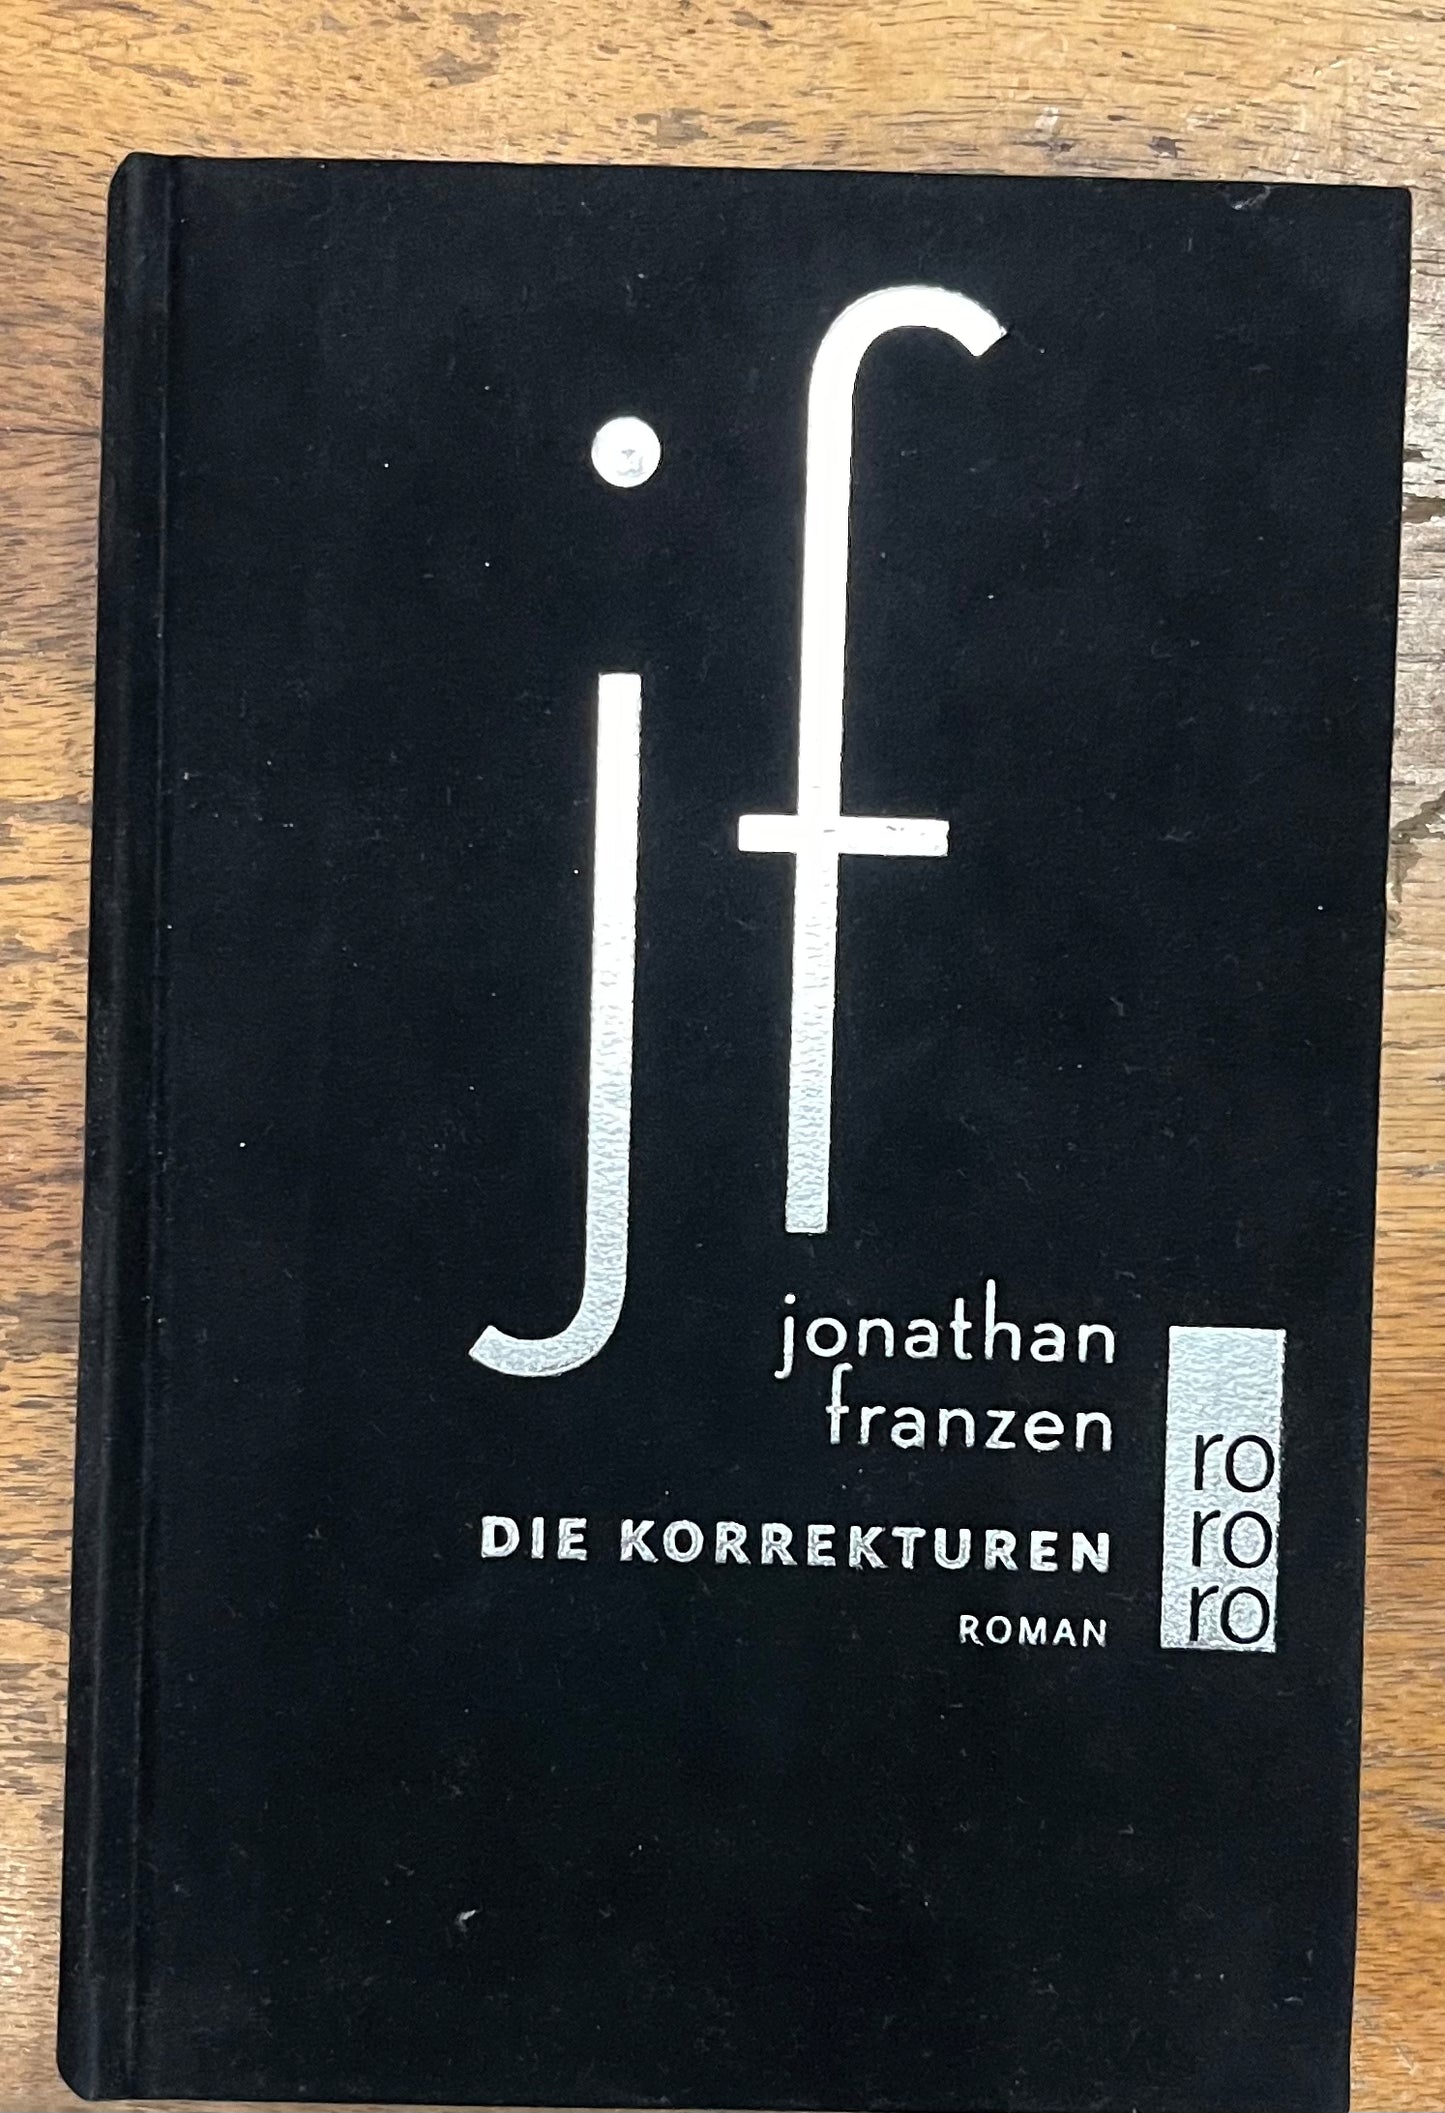 jf
jonathan
franzen
DIE KORREKTUREN
ROMAN
ro
ro
ro